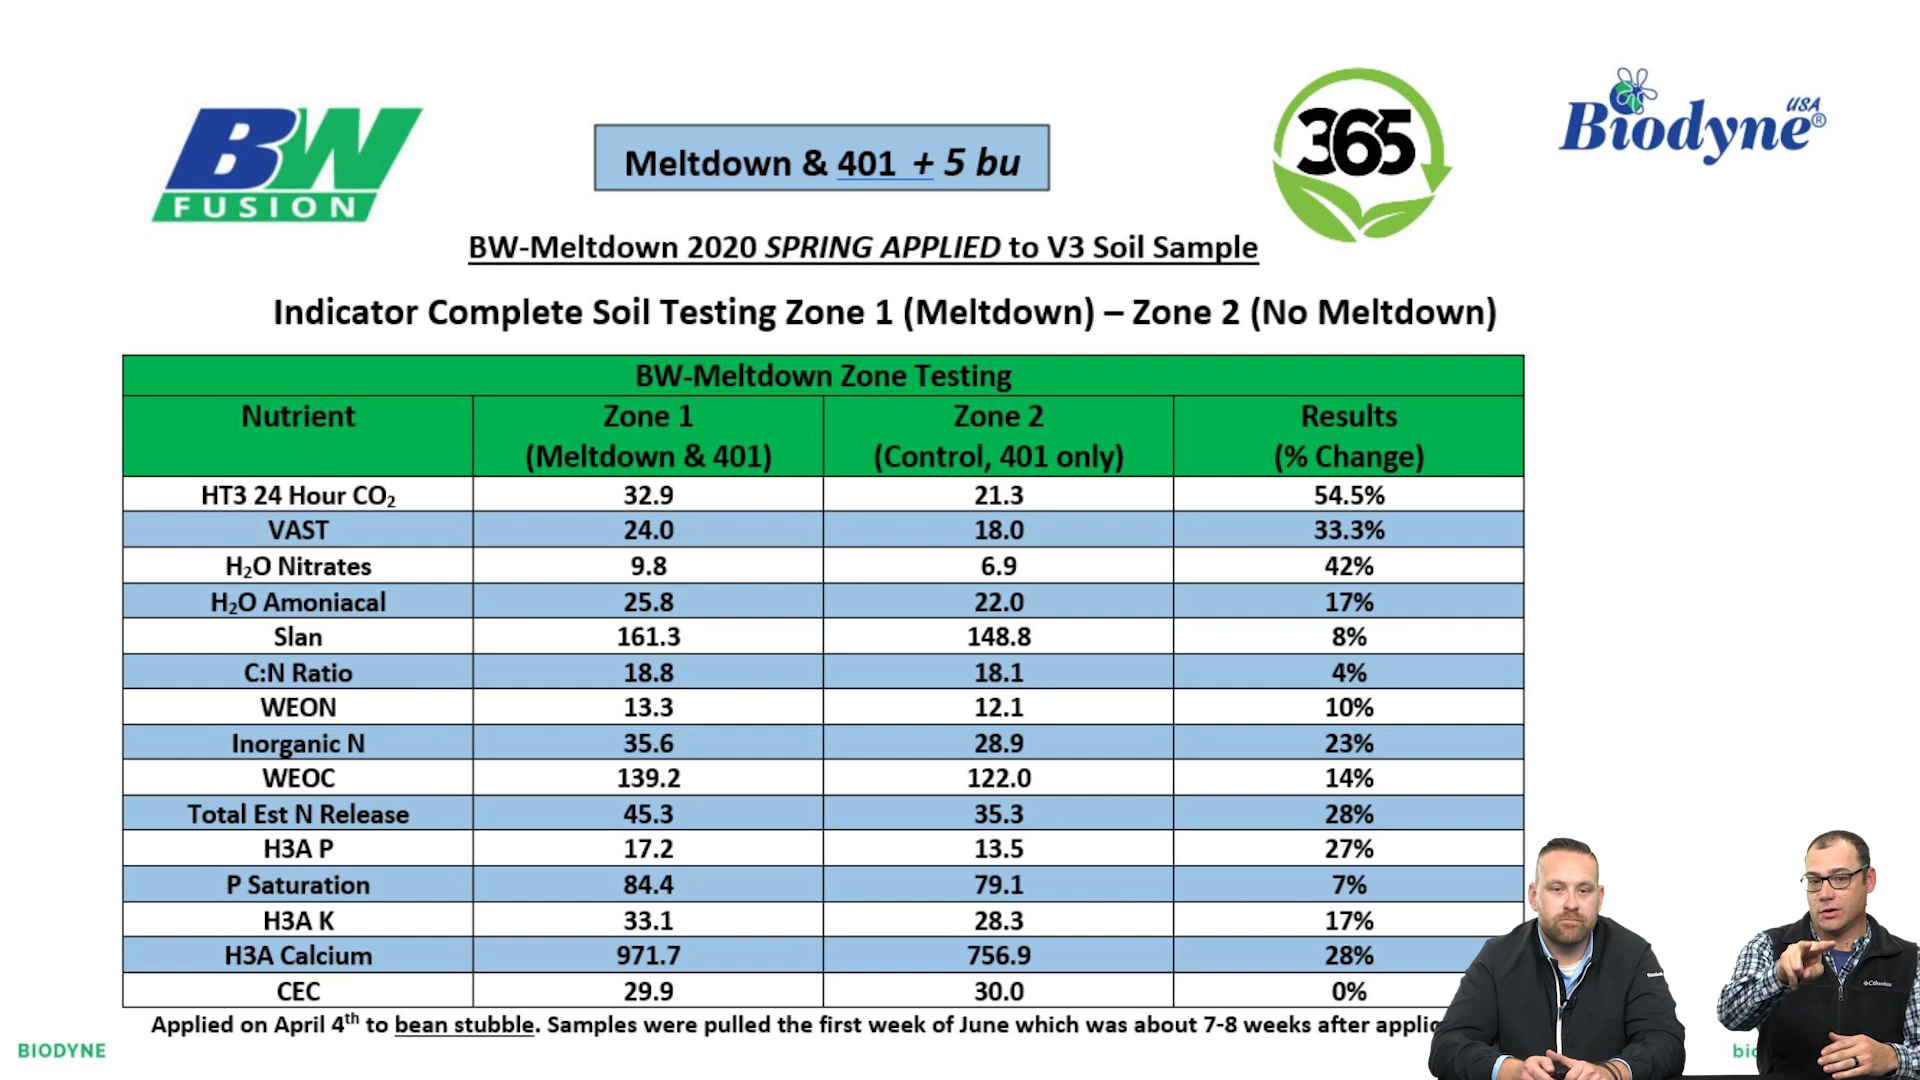 BW
FUSION
Meltdown & 401 + 5 bu
365
Biodyne USA®
BW-Meltdown 2020 SPRING APPLIED to V3 Soil Sample
Indicator Complete Soil Testing Zone 1 (Meltdown) – Zone 2 (No Meltdown)
BW-Meltdown Zone Testing
Nutrient Zone 1 Zone 2 Results
(Meltdown & 401) (Control, 401 only) (% Change)
HT3 24 Hour CO₂ 32.9 21.3 54.5%
VAST 24.0 18.0 33.3%
H₂O Nitrates 9.8 6.9 42%
H₂O Amoniacal 25.8 22.0 17%
Slan 161.3 148.8 8%
C:N Ratio 18.8 18.1 4%
WEON 13.3 12.1 10%
Inorganic N 35.6 28.9 23%
WEOC 139.2 122.0 14%
Total Est N Release 45.3 35.3 28%
H3A P 17.2 13.5 27%
P Saturation 84.4 79.1 7%
H3A K 33.1 28.3 17%
H3A Calcium 971.7 756.9 28%
CEC 29.9 30.0 0%
Applied on April 4th to bean stubble. Samples were pulled the first week of June which was about 7-8 weeks after
BIODYNE
Columbia